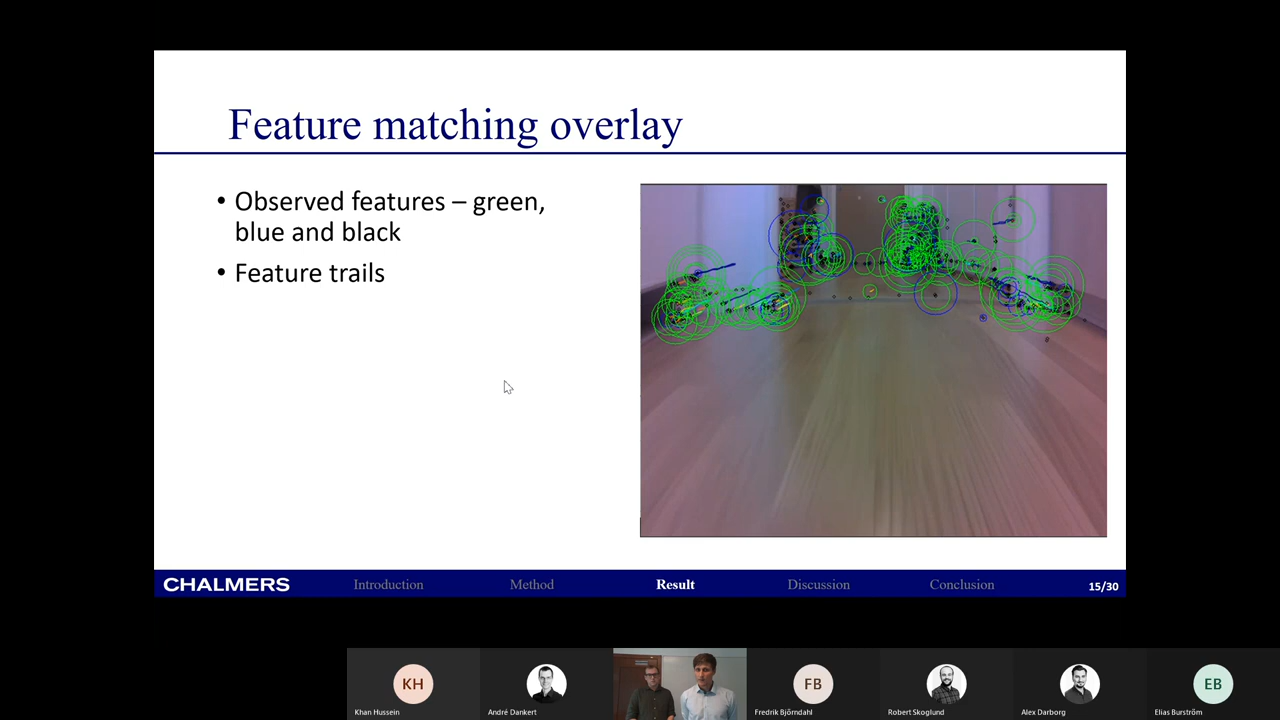 Feature matching overlay
• Observed features – green,
blue and black
• Feature trails
CHALMERS
Introduction
Method
Result
Discussion
Conclusion
15/30
KH
FB
EB
Khan Hussein
André Dankert
Fredrik Björndahl
Robert Skoglund
Alex Darborg
Elias Burström